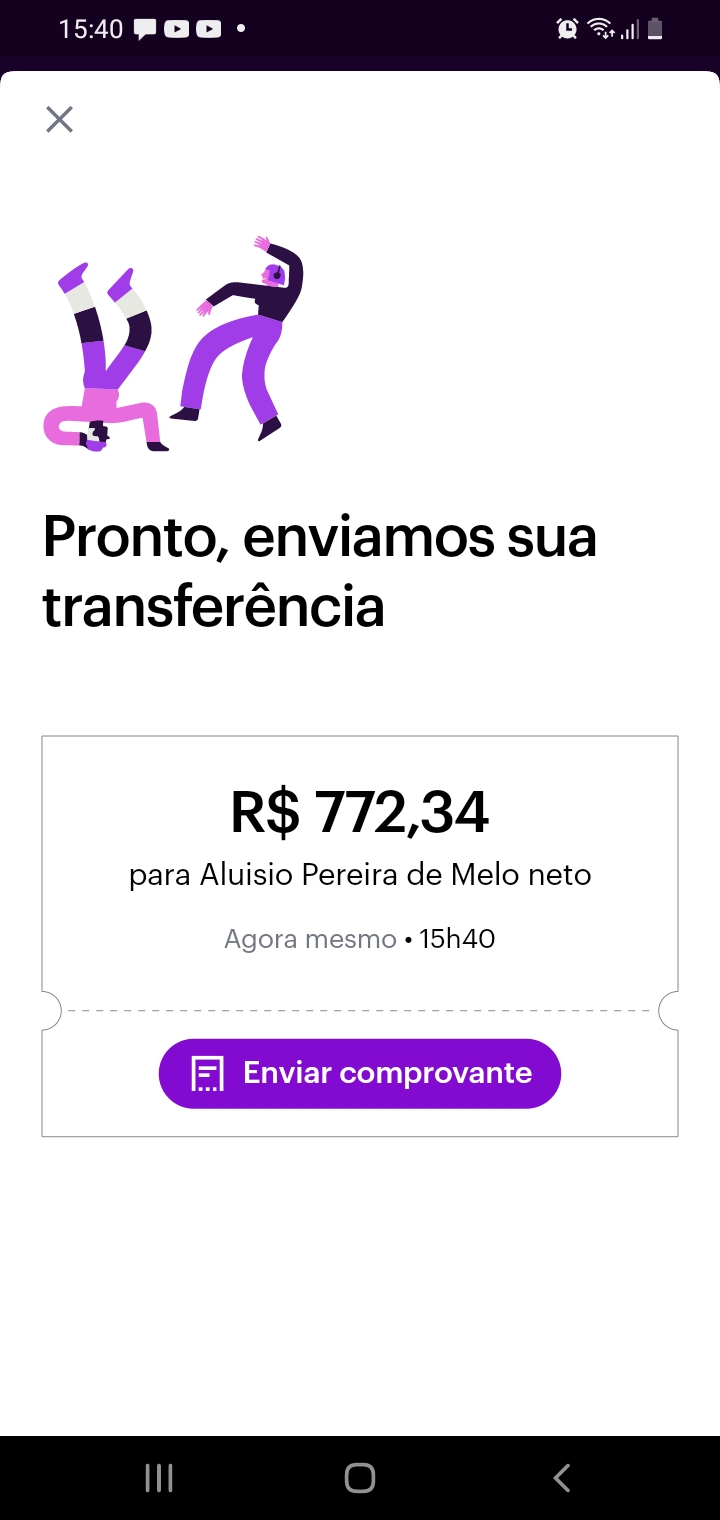 15:40
Pronto, enviamos sua
transferência
R$ 772,34
para Aluisio Pereira de Melo neto
Agora mesmo • 15h40
Enviar comprovante